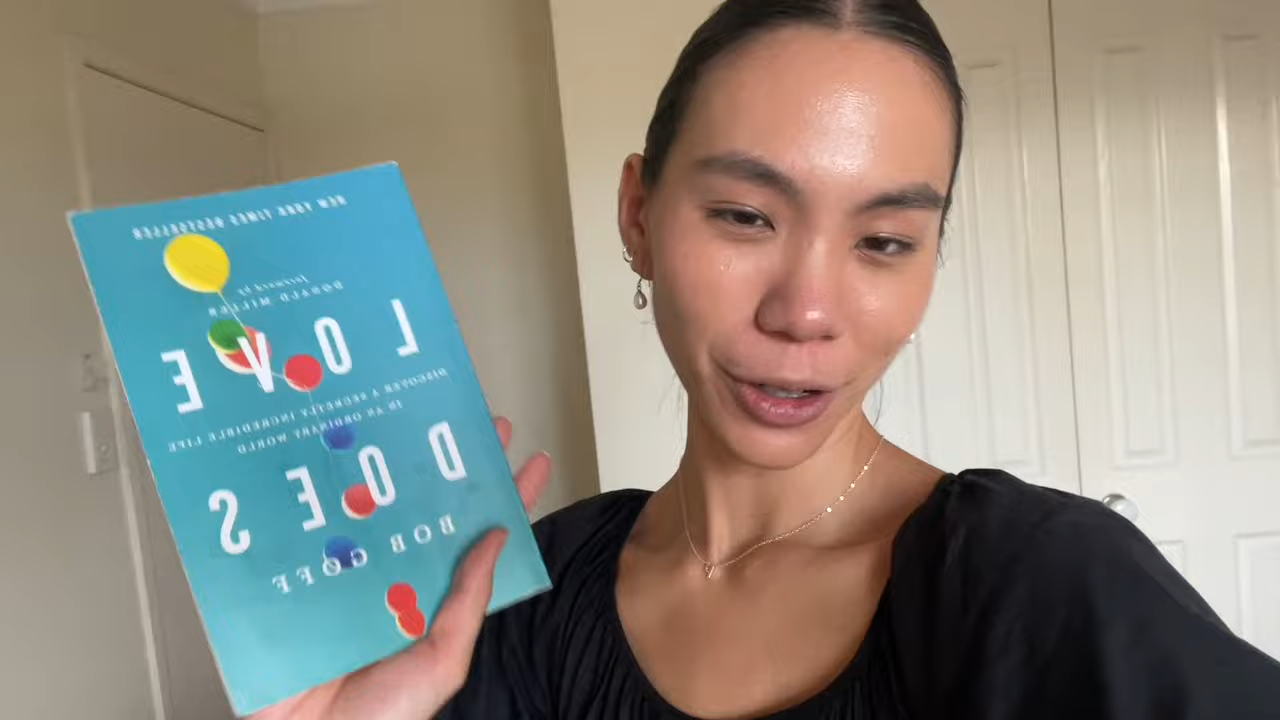 NEW YORK TIMES BESTSELLER
foreword by
DONALD MILLER
LOVE
DISCOVER A SECRETLY INCREDIBLE LIFE
IN AN ORDINARY WORLD
DOES
BOB GOFF